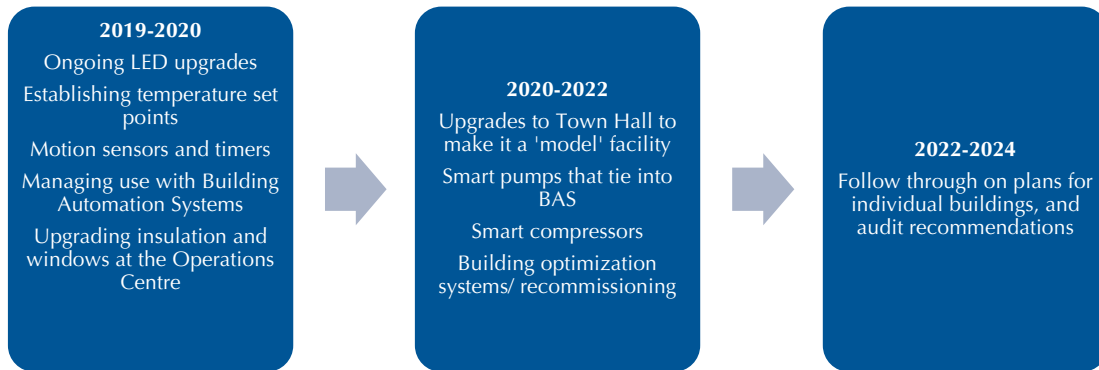 2019-2020
Ongoing LED upgrades
Establishing temperature set
points
Motion sensors and timers
Managing use with Building
Automation Systems
Upgrading insulation and
windows at the Operations
Centre
2020-2022
Upgrades to Town Hall to
make it a 'model' facility
Smart pumps that tie into
BAS
Smart compressors
Building optimization
systems/ recommissioning
2022-2024
Follow through on plans for
individual buildings, and
audit recommendations